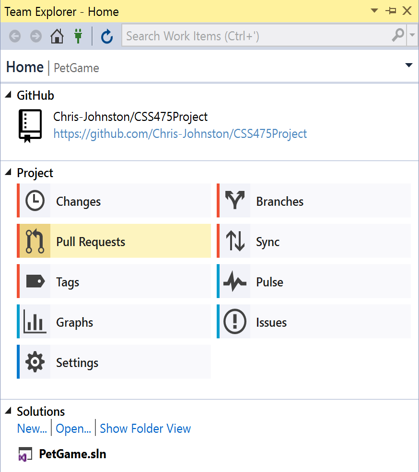 Team Explorer - Home
Search Work Items (Ctrl+')
Home | PetGame
GitHub
Chris-Johnston/CSS475Project
https://github.com/Chris-Johnston/CSS475Project
Project
Changes
Branches
Pull Requests
Sync
Tags
Pulse
Graphs
Issues
Settings
Solutions
New... | Open... | Show Folder View
PetGame.sln